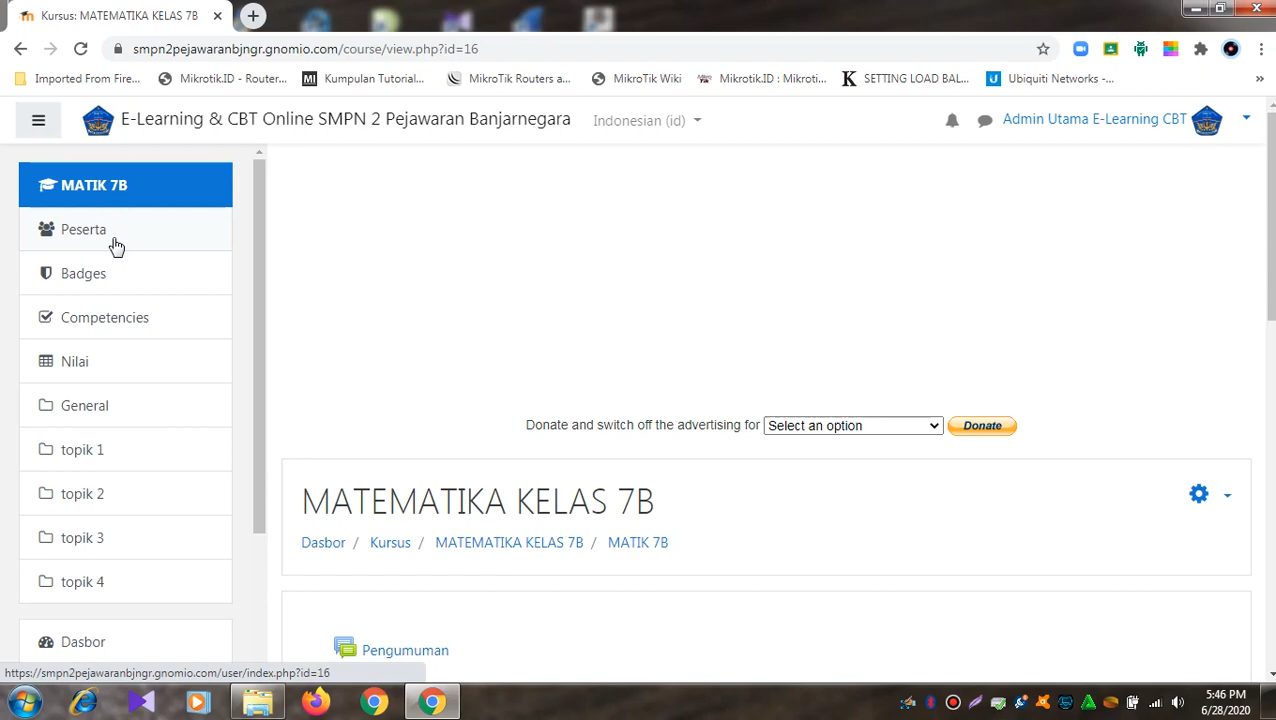 Kursus: MATEMATIKA KELAS 7B
smpn2pejawaranbjngr.gnomio.com/course/view.php?id=16
Imported From Fire...
Mikrotik.ID - Router...
Kumpulan Tutorial...
MikroTik Routers a...
MikroTik Wiki
Mikrotik.ID : Mikroti...
SETTING LOAD BAL...
Ubiquiti Networks -...
E-Learning & CBT Online SMPN 2 Pejawaran Banjarnegara
Indonesian (id)
Admin Utama E-Learning CBT
MATIK 7B
Peserta
Badges
Competencies
Nilai
General
topik 1
topik 2
topik 3
topik 4
Dasbor
Donate and switch off the advertising for
Select an option
Donate
MATEMATIKA KELAS 7B
Dasbor / Kursus / MATEMATIKA KELAS 7B / MATIK 7B
Pengumuman
https://smpn2pejawaranbjngr.gnomio.com/user/index.php?id=16
5:46 PM
6/28/2020